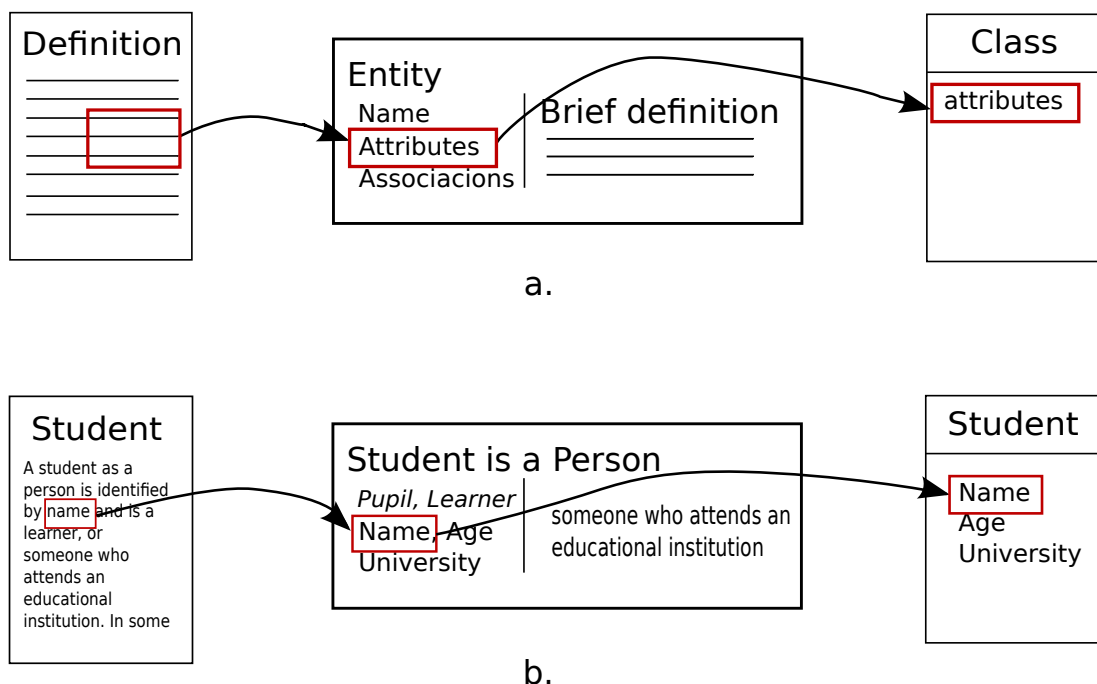 Definition
Entity
Name
Attributes
Associacions
Brief definition
Class
attributes
a.
Student
A student as a
person is identified
by name and is a
learner, or
someone who
attends an
educational
institution. In some
Student is a Person
Pupil, Learner
Name, Age
University
someone who attends an
educational institution
Student
Name
Age
University
b.